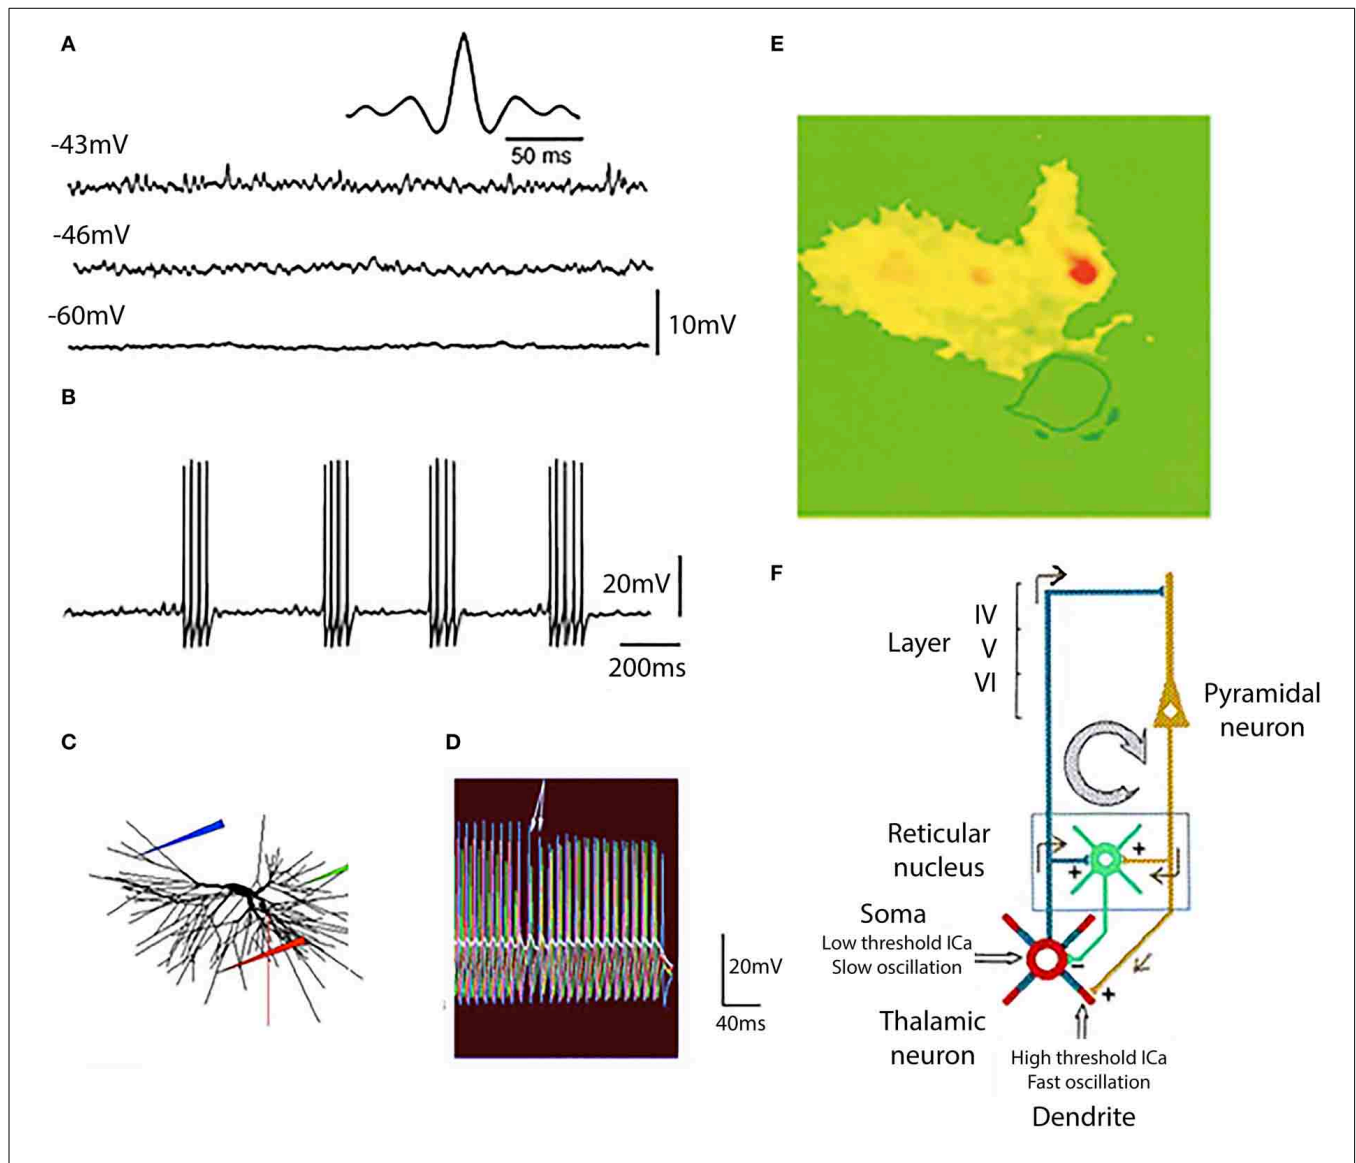 A
50 ms
-43mV
-46mV
-60mV
10mV
B
20mV
200ms
C
D
20mV
40ms
E
F
Layer
IV
V
VI
Pyramidal
neuron
Reticular
nucleus
+
+
Soma
Low threshold ICa
Slow oscillation
-
+
Thalamic
neuron
High threshold ICa
Fast oscillation
Dendrite